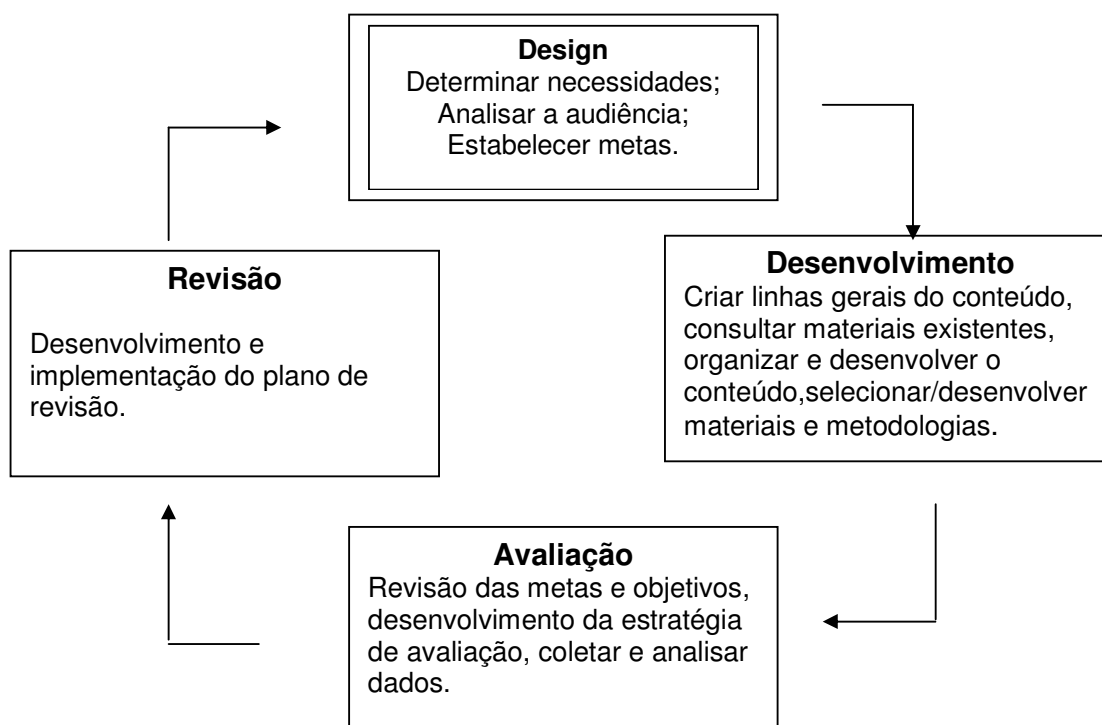 Design
Determinar necessidades;
Analisar a audiência;
Estabelecer metas.
Desenvolvimento
Criar linhas gerais do conteúdo,
consultar materiais existentes,
organizar e desenvolver o
conteúdo,selecionar/desenvolver
materiais e metodologias.
Avaliação
Revisão das metas e objetivos,
desenvolvimento da estratégia
de avaliação, coletar e analisar
dados.
Revisão
Desenvolvimento e
implementação do plano de
revisão.